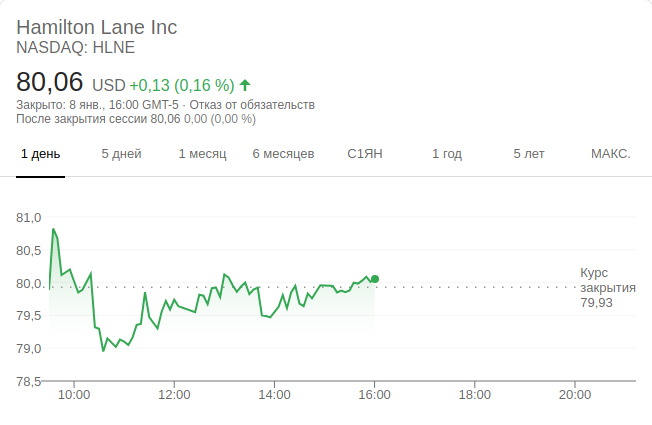 Hamilton Lane Inc
NASDAQ: HLNE
80,06 USD +0,13 (0,16 %)
Закрыто: 8 янв., 16:00 GMT-5 · Отказ от обязательств
После закрытия сессии 80,06 0,00 (0,00 %)
1 день 5 дней 1 месяц 6 месяцев С1ЯН 1 год 5 лет МАКС.
81,0
80,5
80,0
79,5
79,0
78,5
Курс
закрытия
79,93
10:00 12:00 14:00 16:00 18:00 20:00